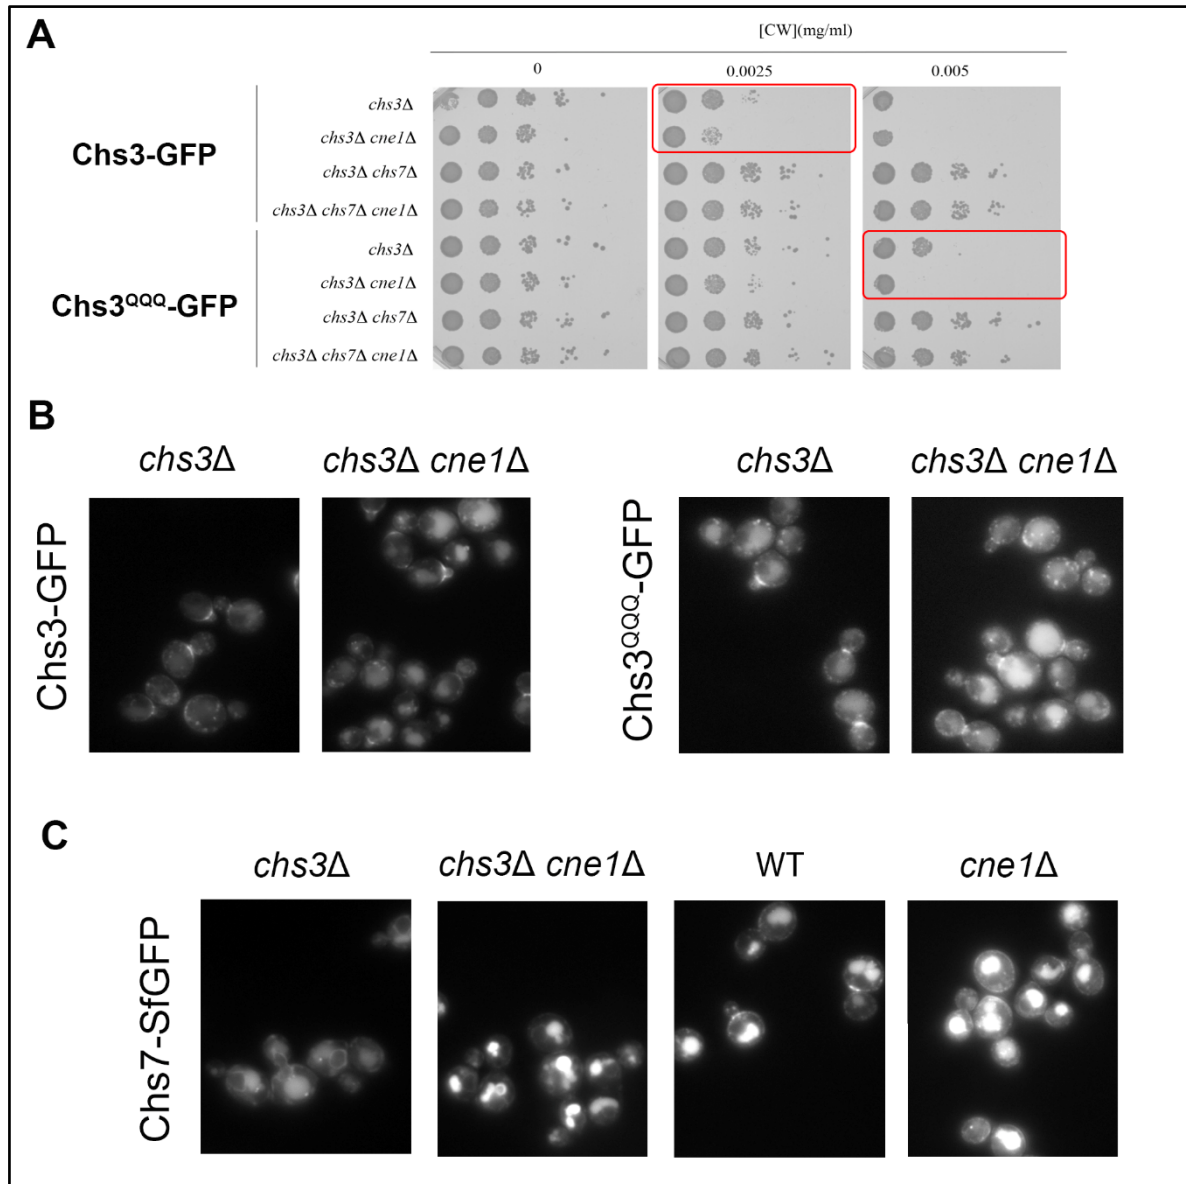 A
[CW](mg/ml)
0 0.0025 0.005
Chs3-GFP
chs3Δ
chs3Δ cne1Δ
chs3Δ chs7Δ
chs3Δ chs7Δ cne1Δ
Chs3QQQ-GFP
chs3Δ
chs3Δ cne1Δ
chs3Δ chs7Δ
chs3Δ chs7Δ cne1Δ
B
chs3Δ chs3Δ cne1Δ chs3Δ chs3Δ cne1Δ
Chs3-GFP
Chs3QQQ-GFP
C
chs3Δ chs3Δ cne1Δ WT cne1Δ
Chs7-SfGFP